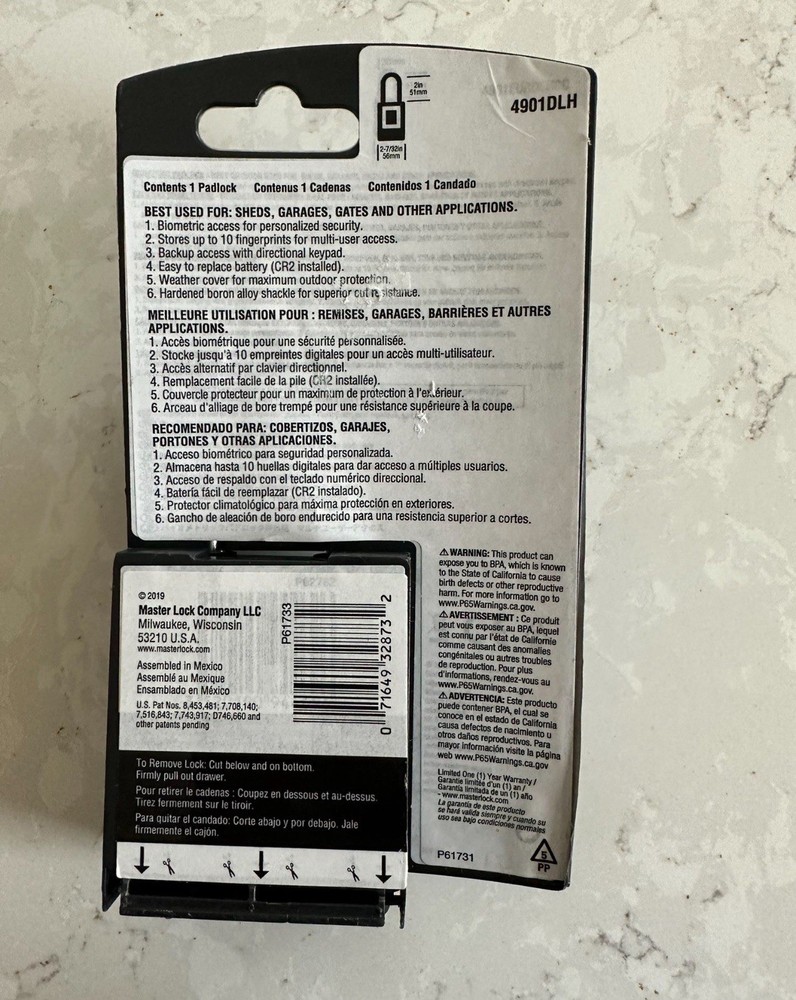 2in
51mm
4901DLH
2-7/32in
56mm
Contents 1 Padlock Contenus 1 Cadenas Contenidos 1 Candado
BEST USED FOR: SHEDS, GARAGES, GATES AND OTHER APPLICATIONS.
1. Biometric access for personalized security.
2. Stores up to 10 fingerprints for multi-user access.
3. Backup access with directional keypad.
4. Easy to replace battery (CR2 installed).
5. Weather cover for maximum outdoor protection.
6. Hardened boron alloy shackle for superior cut resistance.
MEILLEURE UTILISATION POUR : REMISES, GARAGES, BARRIÈRES ET AUTRES
APPLICATIONS.
1. Accès biométrique pour une sécurité personnalisée.
2. Stocke jusqu'à 10 empreintes digitales pour un accès multi-utilisateur.
3. Accès alternatif par clavier directionnel.
4. Remplacement facile de la pile (CR2 installée).
5. Couvercle protecteur pour un maximum de protection à l'extérieur.
6. Arceau d'alliage de bore trempé pour une résistance supérieure à la coupe.
RECOMENDADO PARA: COBERTIZOS, GARAJES,
PORTONES Y OTRAS APLICACIONES.
1. Acceso biométrico para seguridad personalizada.
2. Almacena hasta 10 huellas digitales para dar acceso a múltiples usuarios.
3. Acceso de respaldo con el teclado numérico direccional.
4. Batería fácil de reemplazar (CR2 instalado).
5. Protector climatológico para máxima protección en exteriores.
6. Gancho de aleación de boro endurecido para una resistencia superior a cortes.
© 2019
Master Lock Company LLC
Milwaukee, Wisconsin
53210 U.S.A.
www.masterlock.com
Assembled in Mexico
Assemblé au Mexique
Ensamblado en México
U.S. Pat Nos. 8,453,481; 7,708,140;
7,516,843; 7,743,917; D746,660 and
other patents pending
P61733
0 71649 32873 2
To Remove Lock: Cut below and on bottom.
Firmly pull out drawer.
Pour retirer le cadenas : Coupez en dessous et au-dessus.
Tirez fermement sur le tiroir.
Para quitar el candado: Corte abajo y por debajo. Jale
firmemente el cajón.
⚠ WARNING: This product can
expose you to BPA, which is known
to the State of California to cause
birth defects or other reproductive
harm. For more information go to
www.P65Warnings.ca.gov.
⚠ AVERTISSEMENT : Ce produit
peut vous exposer au BPA, lequel
est connu par l'état de Californie
comme causant des anomalies
congénitales ou autres troubles
de reproduction. Pour plus
d'informations, rendez-vous au
www.P65Warnings.ca.gov.
⚠ ADVERTENCIA: Este producto
puede contener BPA, el cual se
conoce en el estado de California
causa defectos de nacimiento u
otros daños reproductivos. Para
mayor información visite la página
web www.P65Warnings.ca.gov
Limited One (1) Year Warranty /
Garantie limitée d'un (1) an /
Garantía limitada de un (1) año
- www.masterlock.com
La garantía de este producto
se hará valida siempre y cuando su
uso sea bajo condiciones normales
P61731
5
PP